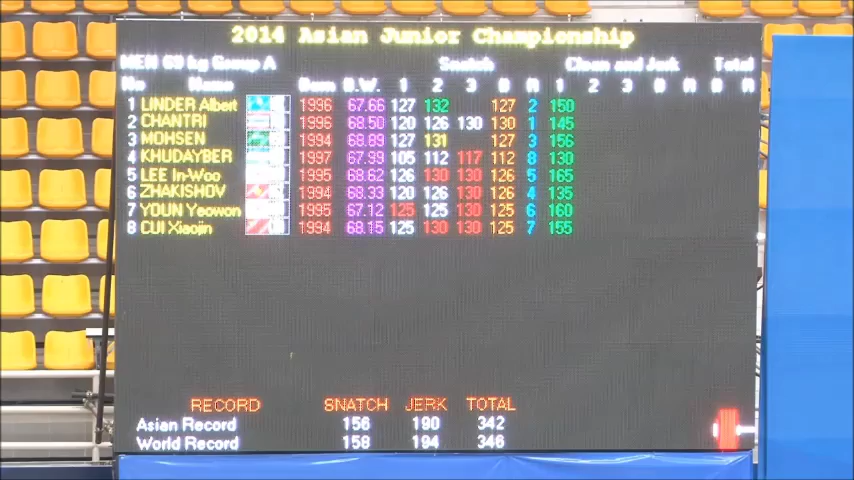 2014 Asian Junior Championship
MEN 69 kg Group A Snatch Clean and Jerk Total
No Name Born B.W. 1 2 3 B R 1 2 3 B R B R
1 LINDER Albert 1996 67.66 127 132 127 2 150
2 CHANTRI 1996 68.50 120 126 130 130 1 145
3 MOHSEN 1994 68.89 127 131 127 3 156
4 KHUDAYBER 1997 67.99 105 112 117 112 8 130
5 LEE In-Woo 1995 68.62 126 130 130 126 5 165
6 ZHAKISHOV 1994 68.33 120 126 130 126 4 135
7 YOUN Yeowon 1995 67.12 125 125 130 125 6 160
8 CUI Xiaojin 1994 68.15 125 130 130 125 7 155
RECORD SNATCH JERK TOTAL
Asian Record 156 190 342
World Record 158 194 346